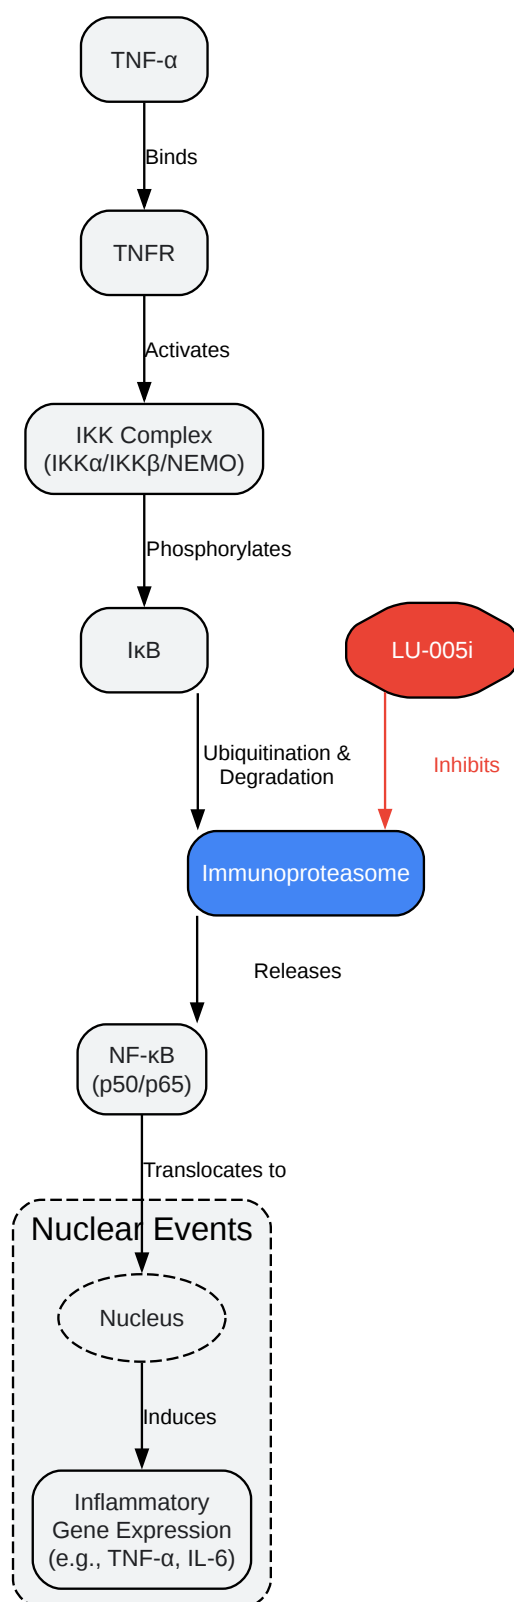 TNF-α
Binds
TNFR
Activates
IKK Complex
(IKKα/IKKβ/NEMO)
Phosphorylates
IκB
LU-005i
Ubiquitination &
Degradation
Inhibits
Immunoproteasome
Releases
NF-κB
(p50/p65)
Translocates to
Nuclear Events
Nucleus
Induces
Inflammatory
Gene Expression
(e.g., TNF-α, IL-6)